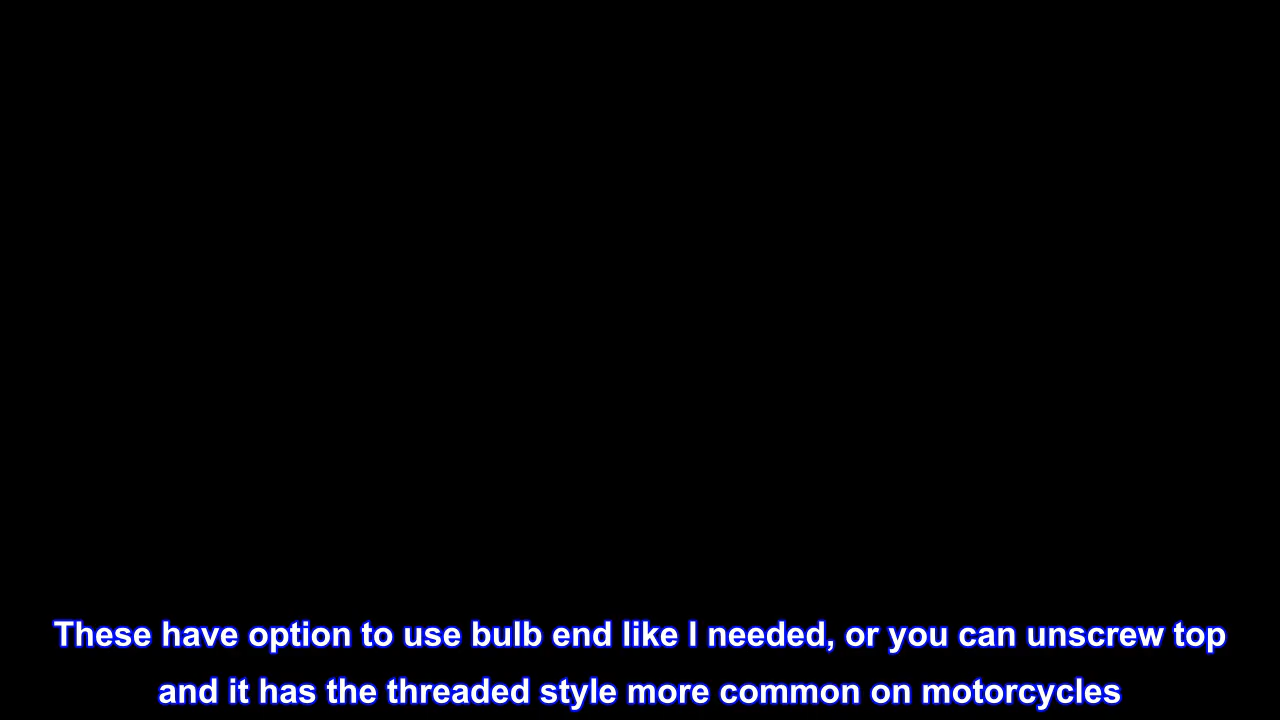 These have option to use bulb end like I needed, or you can unscrew top
and it has the threaded style more common on motorcycles